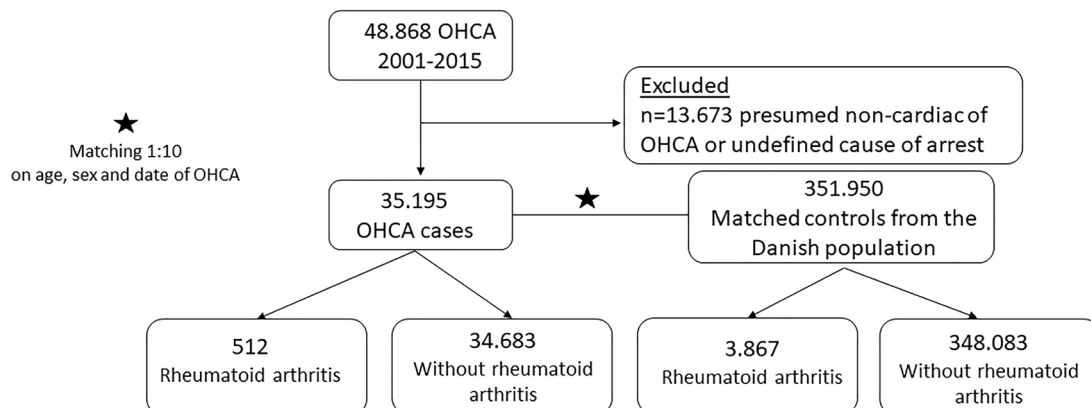 48.868 OHCA
2001-2015
Excluded
n=13.673 presumed non-cardiac of
OHCA or undefined cause of arrest
Matching 1:10
on age, sex and date of OHCA
35.195
OHCA cases
351.950
Matched controls from the
Danish population
512
Rheumatoid arthritis
34.683
Without rheumatoid
arthritis
3.867
Rheumatoid arthritis
348.083
Without rheumatoid
arthritis